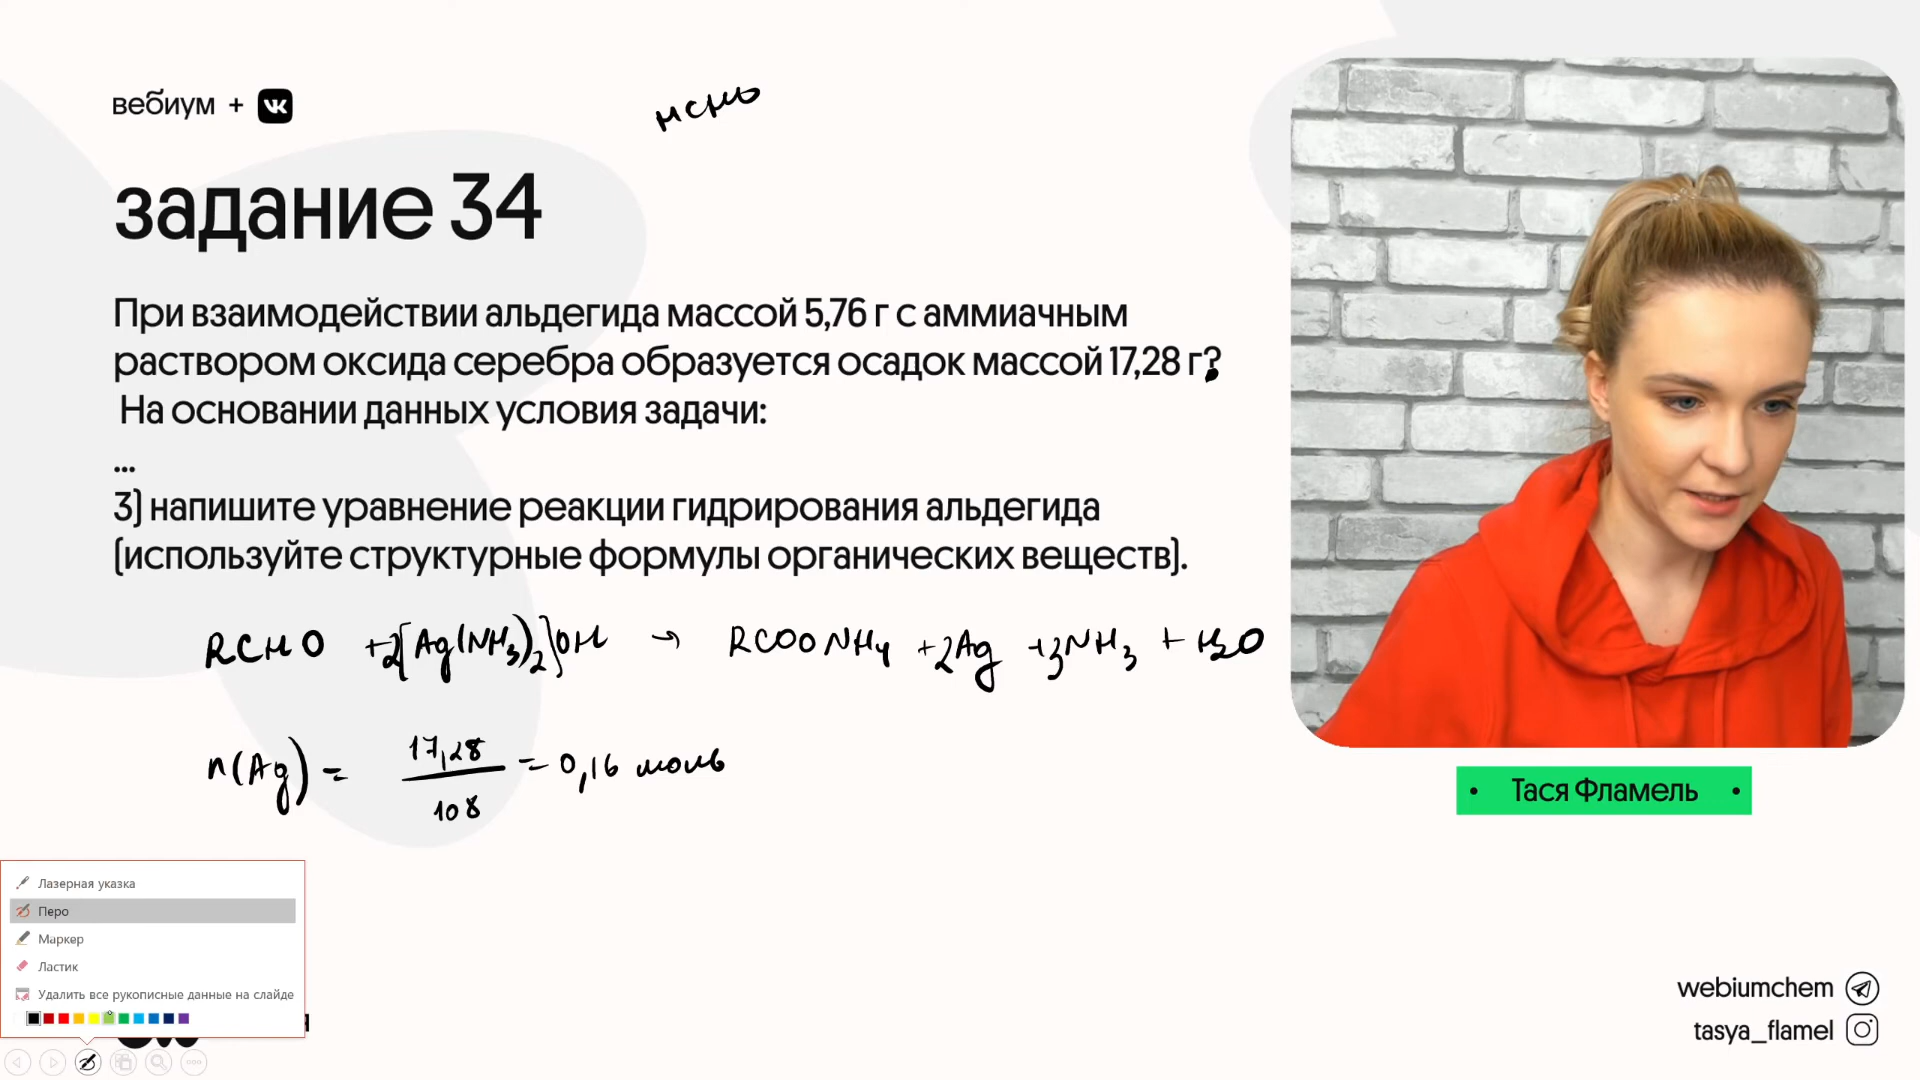 вебиум +
нснь
задание 34
При взаимодействии альдегида массой 5,76 г с аммиачным
раствором оксида серебра образуется осадок массой 17,28 г?
На основании данных условия задачи:
...
3) напишите уравнение реакции гидрирования альдегида
(используйте структурные формулы органических веществ).
RCHO +2[Ag(NH3)2]OH → RCOONH4 +2Ag +3NH3 + H2O
n(Ag) = 17,28 / 108 = 0,16 моль
• Тася Фламель •
Лазерная указка
Перо
Маркер
Ластик
Удалить все рукописные данные на слайде
webiumchem
tasya_flamel